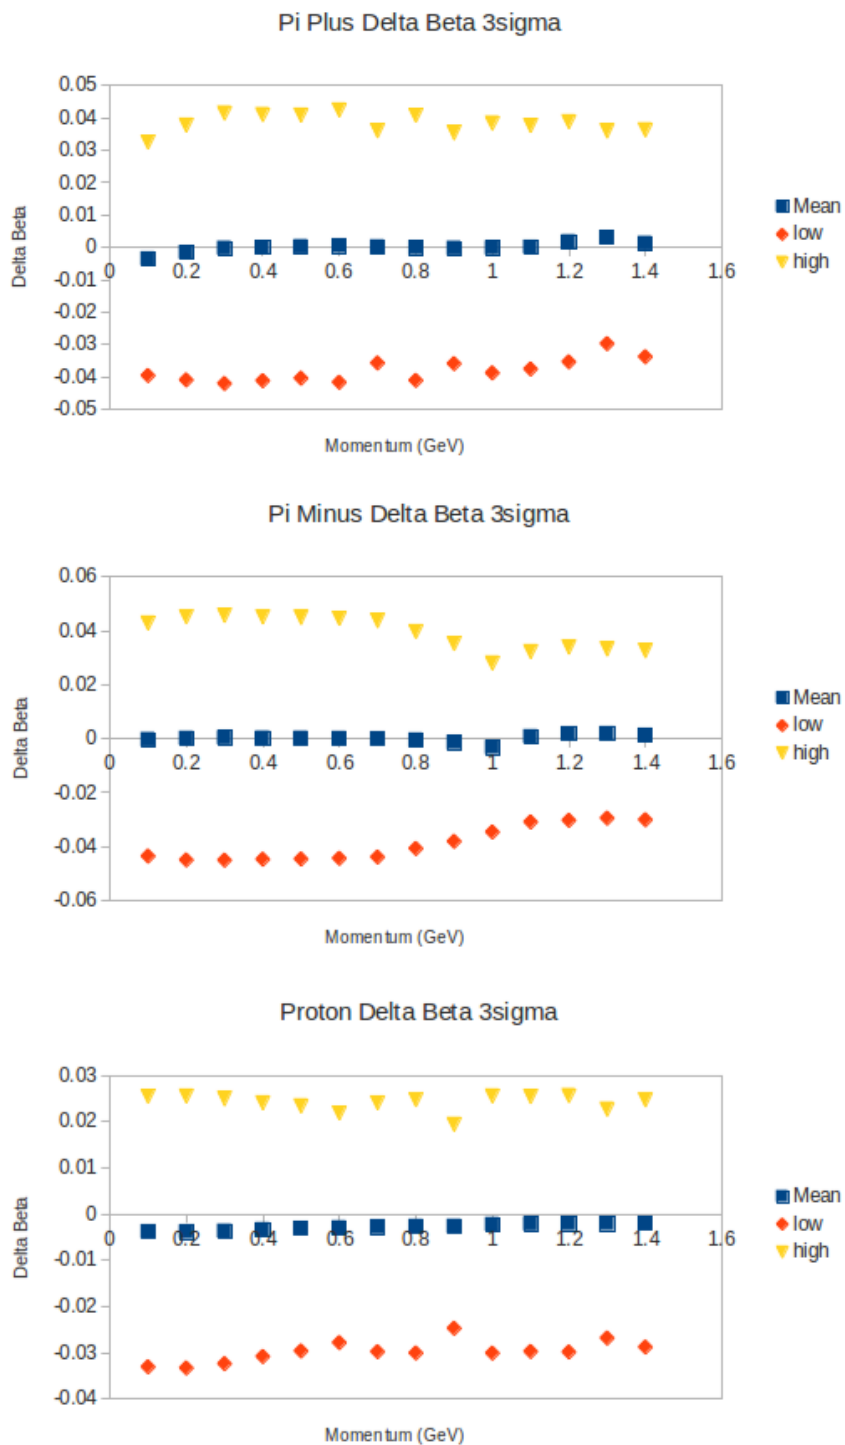 Pi Plus Delta Beta 3sigma
0.05
0.04
0.03
0.02
0.01
0
-0.01
-0.02
-0.03
-0.04
-0.05
0 0.2 0.4 0.6 0.8 1 1.2 1.4 1.6
Delta Beta
Momentum (GeV)
Mean
low
high
Pi Minus Delta Beta 3sigma
0.06
0.04
0.02
0
-0.02
-0.04
-0.06
0 0.2 0.4 0.6 0.8 1 1.2 1.4 1.6
Delta Beta
Momentum (GeV)
Mean
low
high
Proton Delta Beta 3sigma
0.03
0.02
0.01
0
-0.01
-0.02
-0.03
-0.04
0 0.2 0.4 0.6 0.8 1 1.2 1.4 1.6
Delta Beta
Momentum (GeV)
Mean
low
high